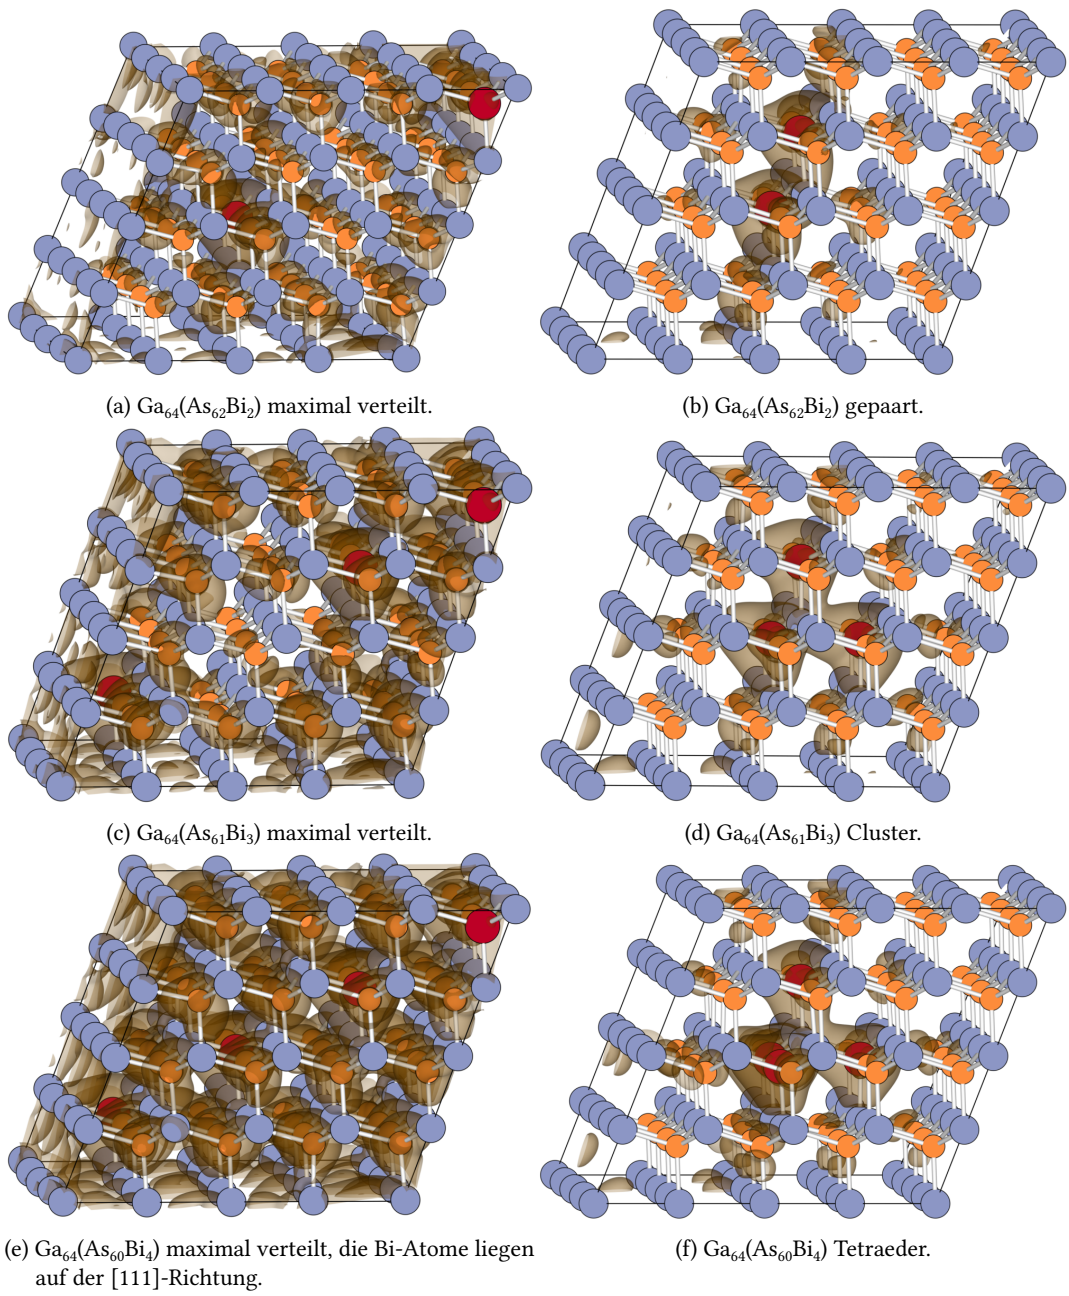 (a) Ga₆₄(As₆₂Bi₂) maximal verteilt.
(b) Ga₆₄(As₆₂Bi₂) gepaart.
(c) Ga₆₄(As₆₁Bi₃) maximal verteilt.
(d) Ga₆₄(As₆₁Bi₃) Cluster.
(e) Ga₆₄(As₆₀Bi₄) maximal verteilt, die Bi-Atome liegen
auf der [111]-Richtung.
(f) Ga₆₄(As₆₀Bi₄) Tetraeder.